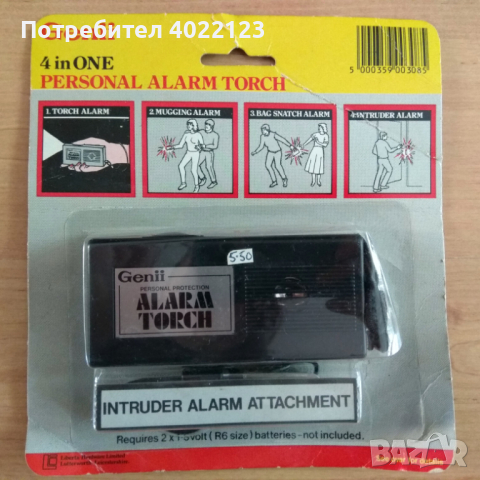 Потребител 4022123
Genii
4 in ONE
PERSONAL ALARM TORCH
5 000359 003085
1. TORCH ALARM
2. MUGGING ALARM
3. BAG SNATCH ALARM
4. INTRUDER ALARM
Genii
PERSONAL PROTECTION
ALARM
TORCH
5·50
INTRUDER ALARM ATTACHMENT
Requires 2 x 1·5 volt ( R6 size ) batteries - not included.
BAZAR